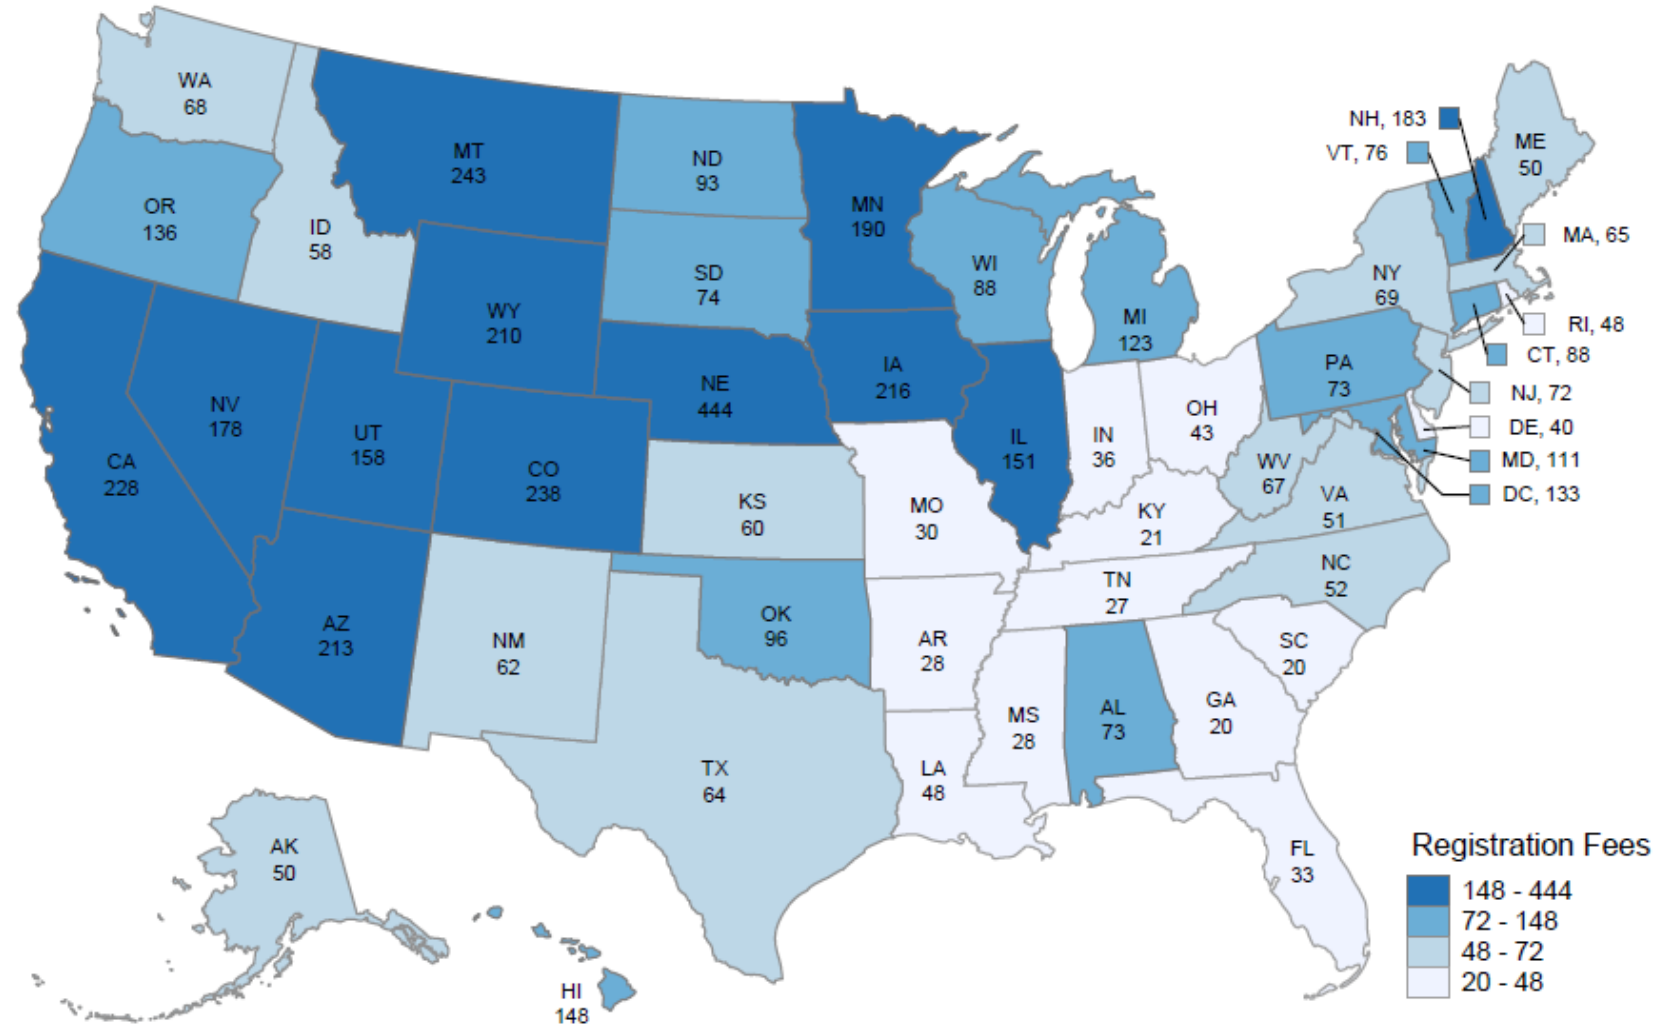 WA
68
OR
136
ID
58
MT
243
ND
93
SD
74
MN
190
WI
88
MI
123
WY
210
NE
444
IA
216
NV
178
UT
158
CO
238
CA
228
KS
60
MO
30
IL
151
IN
36
OH
43
KY
21
WV
67
VA
51
NC
52
TN
27
AZ
213
NM
62
OK
96
AR
28
MS
28
AL
73
GA
20
SC
20
LA
48
TX
64
FL
33
AK
50
HI
148
PA
73
NY
69
ME
50
NH, 183
VT, 76
MA, 65
RI, 48
CT, 88
NJ, 72
DE, 40
MD, 111
DC, 133
Registration Fees
148 - 444
72 - 148
48 - 72
20 - 48